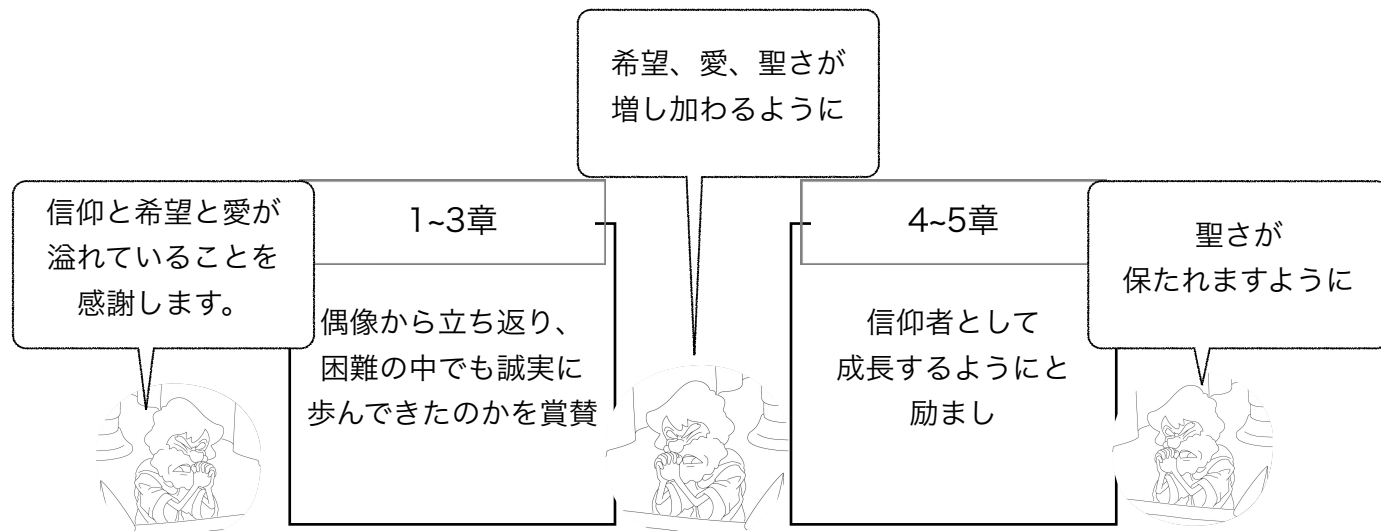 信仰と希望と愛が
溢れていることを
感謝します。
1~3章
偶像から立ち返り、
困難の中でも誠実に
歩んできたのかを賞賛
希望、愛、聖さが
増し加わるように
4~5章
信仰者として
成長するようにと
励まし
聖さが
保たれますように